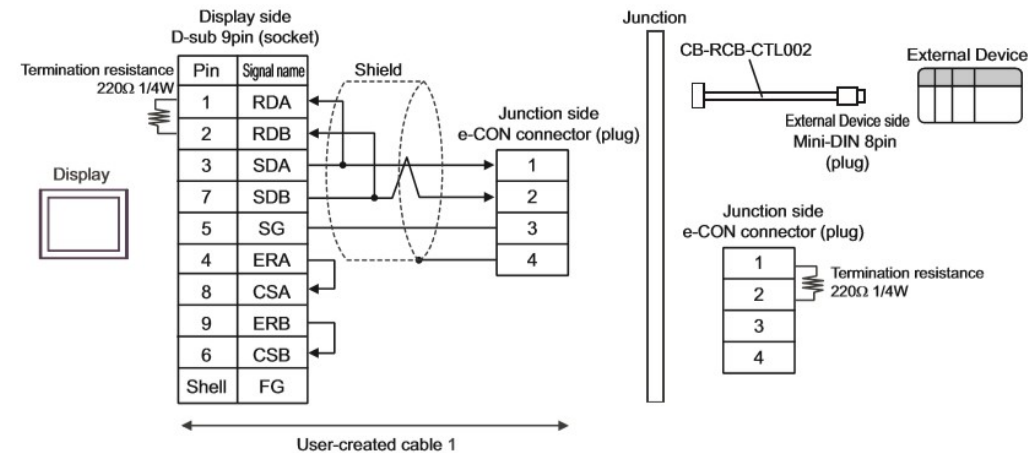 Display side
D-sub 9pin (socket)
Termination resistance
220Ω 1/4W
Pin Signal name
1 RDA
2 RDB
3 SDA
7 SDB
5 SG
4 ERA
8 CSA
9 ERB
6 CSB
Shell FG
Display
Shield
Junction side
e-CON connector (plug)
1
2
3
4
User-created cable 1
Junction
CB-RCB-CTL002
External Device
External Device side
Mini-DIN 8pin
(plug)
Junction side
e-CON connector (plug)
1
2
3
4
Termination resistance
220Ω 1/4W